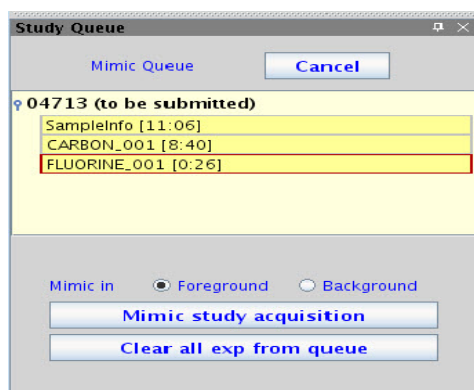 Study Queue
Mimic Queue Cancel
04713 (to be submitted)
SampleInfo [11:06]
CARBON_001 [8:40]
FLUORINE_001 [0:26]
Mimic in Foreground Background
Mimic study acquisition
Clear all exp from queue